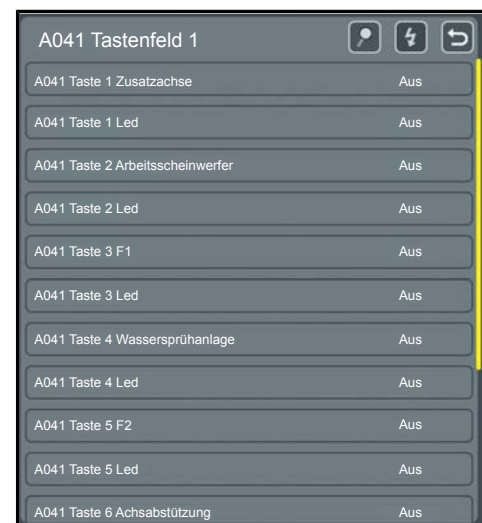 A041 Tastenfeld 1
A041 Taste 1 Zusatzachse Aus
A041 Taste 1 Led Aus
A041 Taste 2 Arbeitsscheinwerfer Aus
A041 Taste 2 Led Aus
A041 Taste 3 F1 Aus
A041 Taste 3 Led Aus
A041 Taste 4 Wassersprühanlage Aus
A041 Taste 4 Led Aus
A041 Taste 5 F2 Aus
A041 Taste 5 Led Aus
A041 Taste 6 Achsabstützung Aus